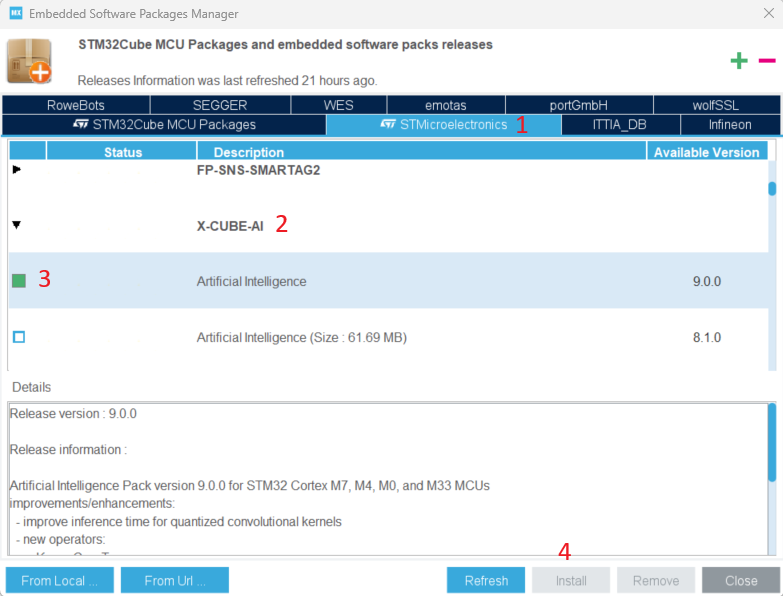 MX Embedded Software Packages Manager
STM32Cube MCU Packages and embedded software packs releases
Releases Information was last refreshed 21 hours ago.
RoweBots SEGGER WES emotas portGmbH wolfSSL
STM32Cube MCU Packages STMicroelectronics 1 ITTIA_DB Infineon
Status Description Available Version
FP-SNS-SMARTAG2
X-CUBE-AI 2
3 Artificial Intelligence 9.0.0
Artificial Intelligence (Size : 61.69 MB) 8.1.0
Details
Release version : 9.0.0
Release information :
Artificial Intelligence Pack version 9.0.0 for STM32 Cortex M7, M4, M0, and M33 MCUs
improvements/enhancements:
- improve inference time for quantized convolutional kernels
- new operators:
4
From Local ... From Url ... Refresh Install Remove Close